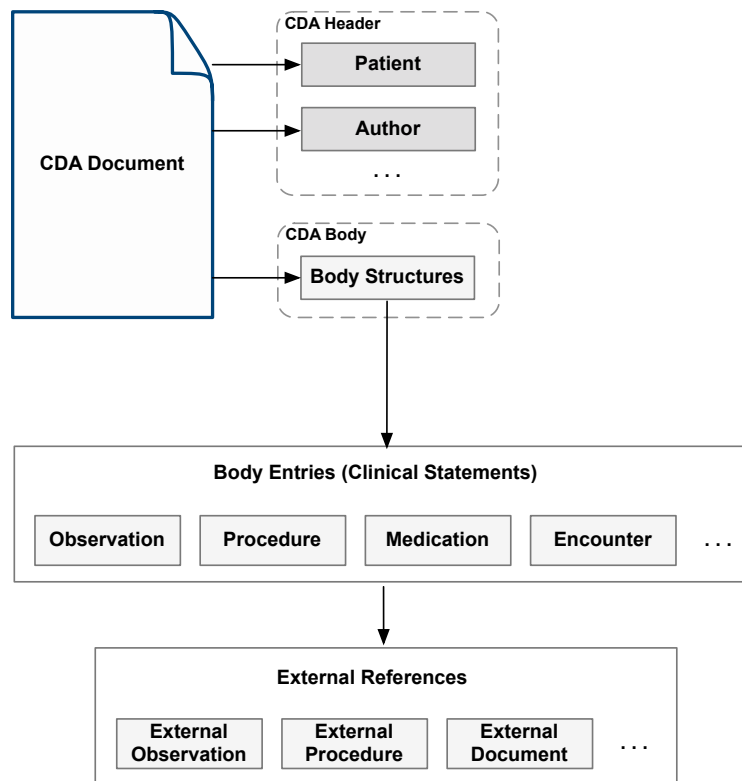 CDA Header
Patient
Author
. . .
CDA Document
CDA Body
Body Structures
Body Entries (Clinical Statements)
Observation Procedure Medication Encounter . . .
External References
External
Observation
External
Procedure
External
Document
. . .